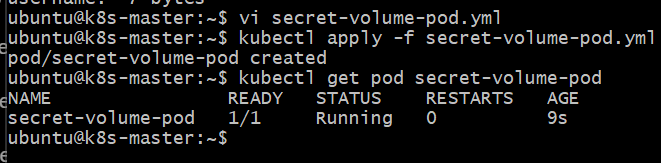 username: 7 bytes
ubuntu@k8s-master:~$ vi secret-volume-pod.yml
ubuntu@k8s-master:~$ kubectl apply -f secret-volume-pod.yml
pod/secret-volume-pod created
ubuntu@k8s-master:~$ kubectl get pod secret-volume-pod
NAME READY STATUS RESTARTS AGE
secret-volume-pod 1/1 Running 0 9s
ubuntu@k8s-master:~$